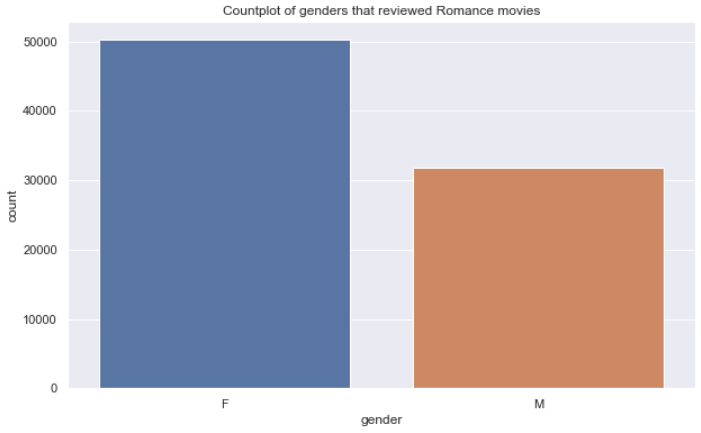 Countplot of genders that reviewed Romance movies
50000
40000
30000
20000
10000
0
count
F M
gender